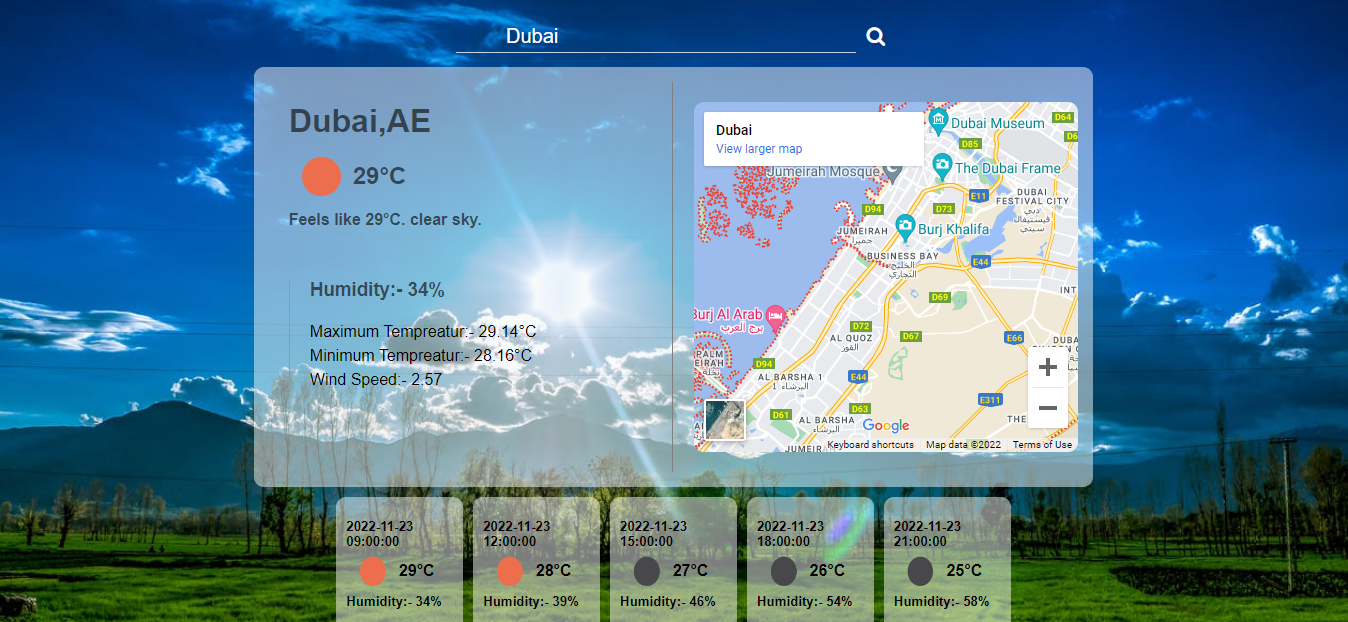 Dubai
Dubai,AE
29°C
Feels like 29°C. clear sky.
Humidity:- 34%
Maximum Tempreatur:- 29.14°C
Minimum Tempreatur:- 28.16°C
Wind Speed:- 2.57
Dubai
View larger map
Dubai Museum
D64
D6
D85
Jumeirah Mosque
The Dubai Frame
E11
DUBAI
FESTIVAL CITY
دبي
فيستيفال
سيتي
D94
D73
JUMEIRAH
جميرا
Burj Khalifa
BUSINESS BAY
الخليج
التجاري
E44
D69
INT
Burj Al Arab
برج العرب
D72
D67
E66
AL QUOZ
القوز
DUBA
PALM
EIRAH
نخلة
D94
AL BARSHA 1
البرشاء 1
E44
E311
D61
D63
AL BARSHA
البرشاء
THE
Google
JUMEIRA
Keyboard shortcuts
Map data ©2022
Terms of Use
2022-11-23
09:00:00
29°C
Humidity:- 34%
2022-11-23
12:00:00
28°C
Humidity:- 39%
2022-11-23
15:00:00
27°C
Humidity:- 46%
2022-11-23
18:00:00
26°C
Humidity:- 54%
2022-11-23
21:00:00
25°C
Humidity:- 58%